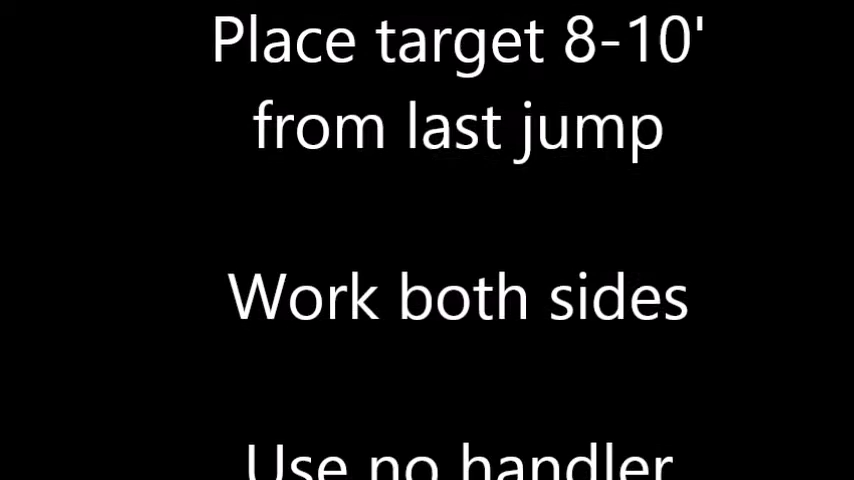 Place target 8-10'
from last jump
Work both sides
Use no handler